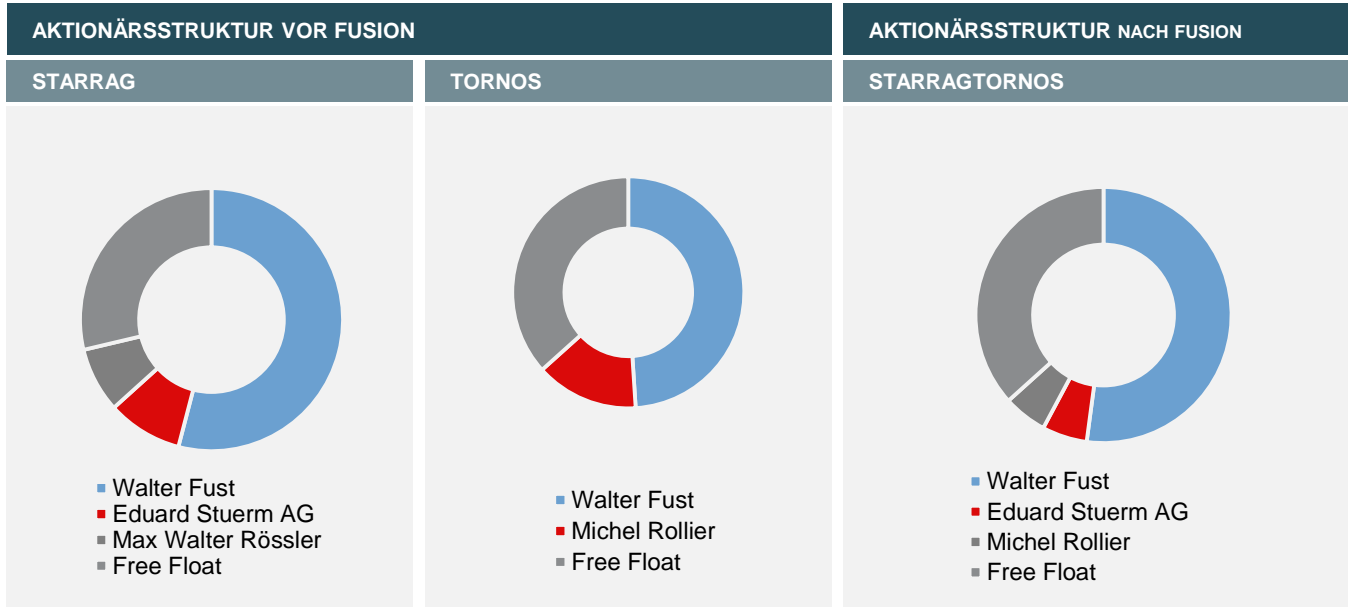 AKTIONÄRSSTRUKTUR VOR FUSION
AKTIONÄRSSTRUKTUR NACH FUSION
STARRAG
TORNOS
STARRAGTORNOS
Walter Fust
Eduard Stuerm AG
Max Walter Rössler
Free Float
Walter Fust
Michel Rollier
Free Float
Walter Fust
Eduard Stuerm AG
Michel Rollier
Free Float